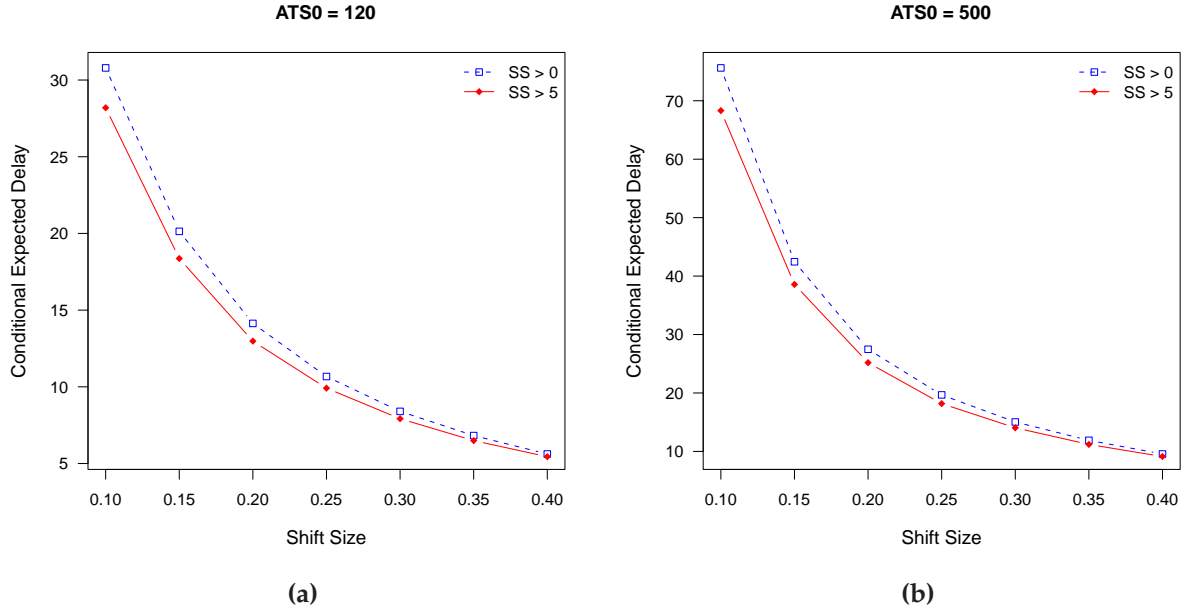 ATS0 = 120
Conditional Expected Delay
30
25
20
15
10
5
SS > 0
SS > 5
0.10 0.15 0.20 0.25 0.30 0.35 0.40
Shift Size
(a)
ATS0 = 500
Conditional Expected Delay
70
60
50
40
30
20
10
SS > 0
SS > 5
0.10 0.15 0.20 0.25 0.30 0.35 0.40
Shift Size
(b)